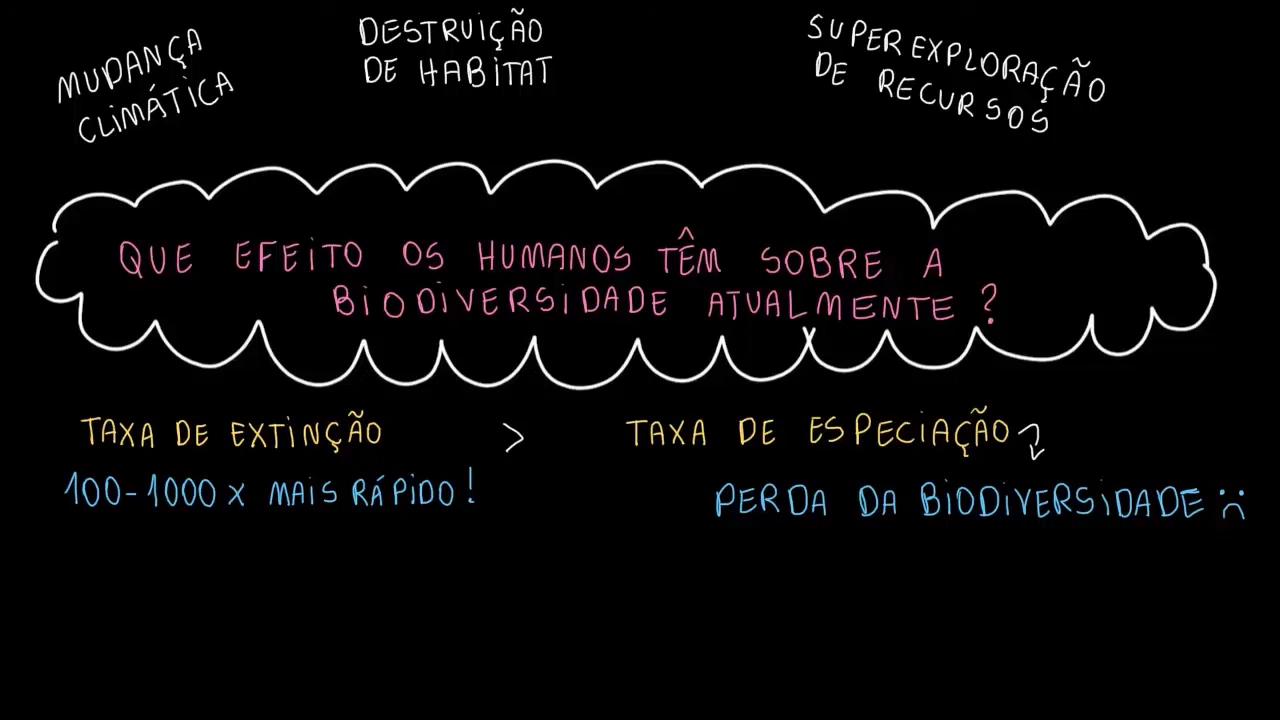 MUDANÇA
CLIMÁTICA
DESTRUIÇÃO
DE HABITAT
SUPEREXPLORAÇÃO
DE RECURSOS
QUE EFEITO OS HUMANOS TÊM SOBRE A
BIODIVERSIDADE ATUALMENTE?
TAXA DE EXTINÇÃO > TAXA DE ESPECIAÇÃO
100-1000 X MAIS RÁPIDO!
PERDA DA BIODIVERSIDADE :(